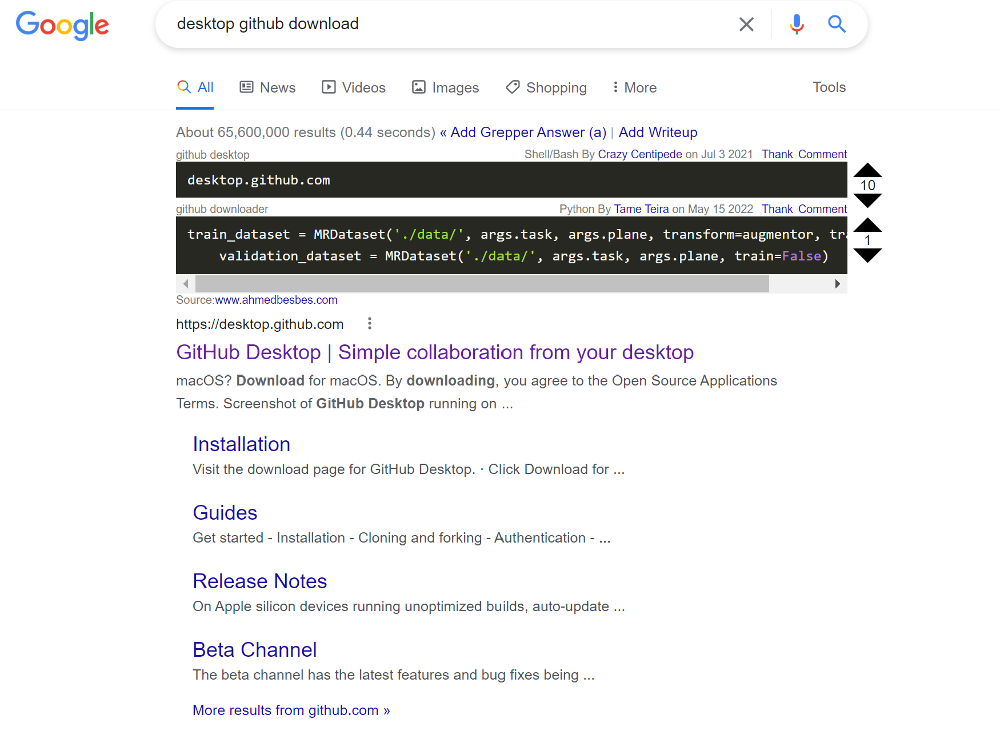 Google
desktop github download
All News Videos Images Shopping More Tools
About 65,600,000 results (0.44 seconds) « Add Grepper Answer (a) | Add Writeup
github desktop Shell/Bash By Crazy Centipede on Jul 3 2021 Thank Comment
desktop.github.com
10
github downloader Python By Tame Teira on May 15 2022 Thank Comment
train_dataset = MRDataset('./data/', args.task, args.plane, transform=augmentor, tra
1
validation_dataset = MRDataset('./data/', args.task, args.plane, train=False)
Source:www.ahmedbesbes.com
https://desktop.github.com
GitHub Desktop | Simple collaboration from your desktop
macOS? Download for macOS. By downloading, you agree to the Open Source Applications
Terms. Screenshot of GitHub Desktop running on ...
Installation
Visit the download page for GitHub Desktop. · Click Download for ...
Guides
Get started - Installation - Cloning and forking - Authentication - ...
Release Notes
On Apple silicon devices running unoptimized builds, auto-update ...
Beta Channel
The beta channel has the latest features and bug fixes being ...
More results from github.com »